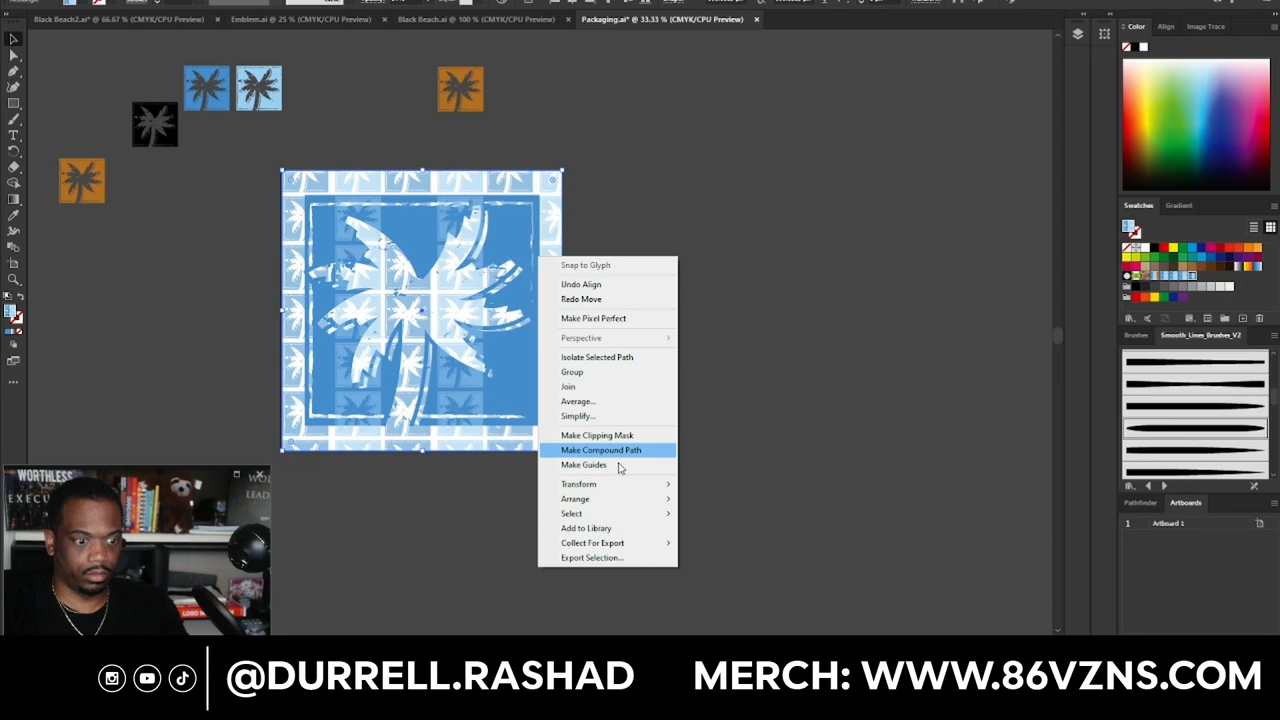 Black Beach2.ai* @ 66.67 % (CMYK/CPU Preview)
Emblem.ai @ 25 % (CMYK/CPU Preview)
Black Beach.ai @ 100 % (CMYK/CPU Preview)
Packaging.ai* @ 33.33 % (CMYK/CPU Preview)
Color
Align
Image Trace
Swatches
Gradient
Snap to Glyph
Undo Align
Redo Move
Make Pixel Perfect
Perspective
Isolate Selected Path
Group
Join
Average...
Simplify...
Make Clipping Mask
Make Compound Path
Make Guides
Transform
Arrange
Select
Add to Library
Collect For Export
Export Selection...
Brushes
Smooth_Lines_Brushes_V2
Pathfinder
Artboards
1
Artboard 1
WORTHLESS
@DURRELL.RASHAD
MERCH: WWW.86VZNS.COM